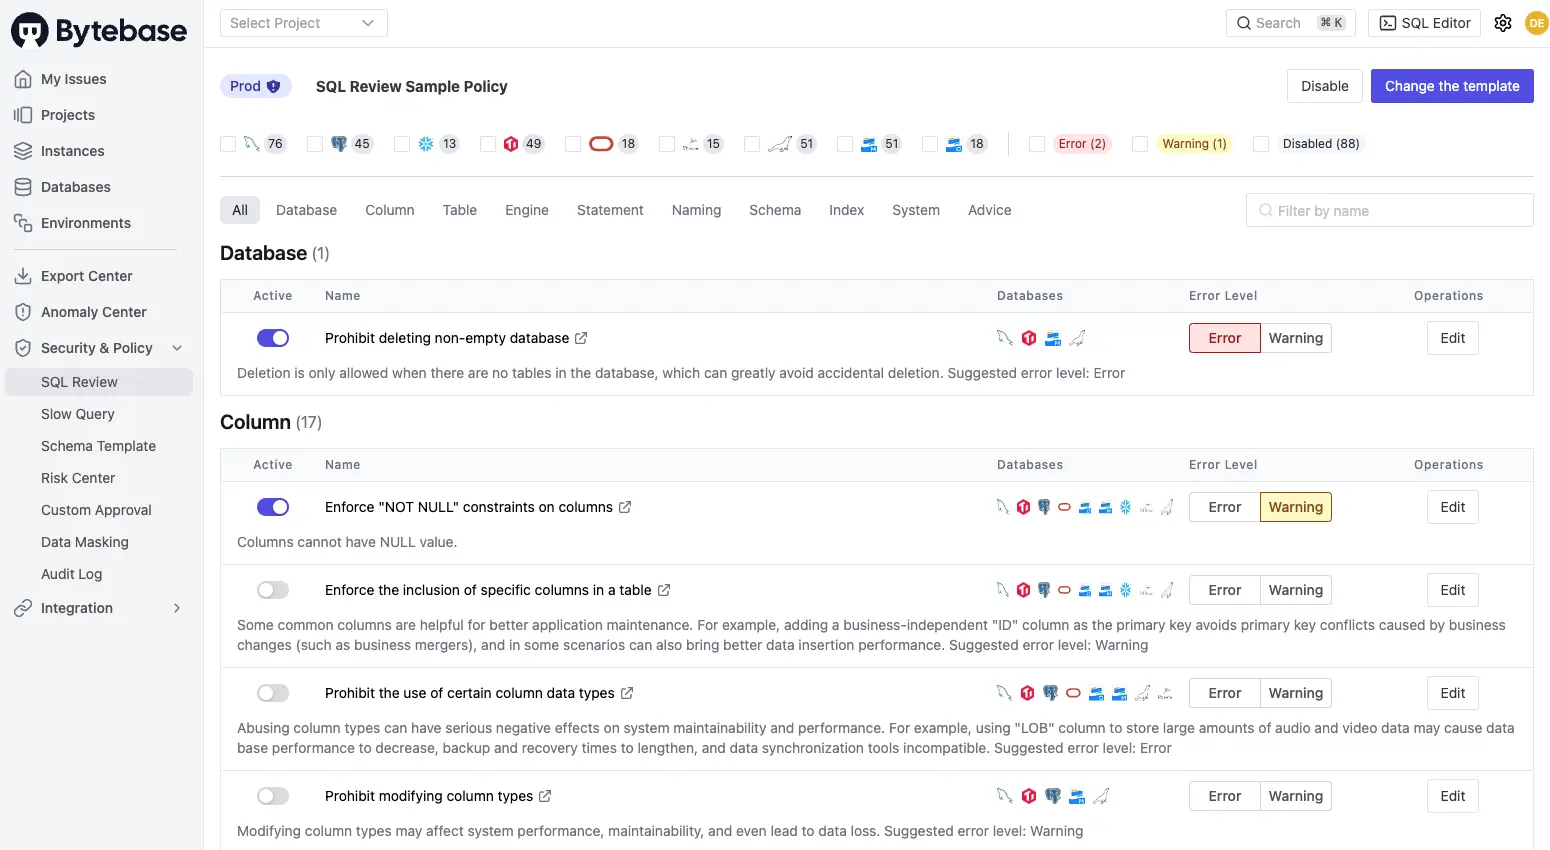 Bytebase
Select Project
Search ⌘ K
SQL Editor
DE
My Issues
Projects
Instances
Databases
Environments
Export Center
Anomaly Center
Security & Policy
SQL Review
Slow Query
Schema Template
Risk Center
Custom Approval
Data Masking
Audit Log
Integration
Prod
SQL Review Sample Policy
Disable
Change the template
76 45 13 49 18 15 51 51 18 Error (2) Warning (1) Disabled (88)
All Database Column Table Engine Statement Naming Schema Index System Advice
Filter by name
Database (1)
Active Name Databases Error Level Operations
Prohibit deleting non-empty database Error Warning Edit
Deletion is only allowed when there are no tables in the database, which can greatly avoid accidental deletion. Suggested error level: Error
Column (17)
Active Name Databases Error Level Operations
Enforce "NOT NULL" constraints on columns Error Warning Edit
Columns cannot have NULL value.
Enforce the inclusion of specific columns in a table Error Warning Edit
Some common columns are helpful for better application maintenance. For example, adding a business-independent "ID" column as the primary key avoids primary key conflicts caused by business
changes (such as business mergers), and in some scenarios can also bring better data insertion performance. Suggested error level: Warning
Prohibit the use of certain column data types Error Warning Edit
Abusing column types can have serious negative effects on system maintainability and performance. For example, using "LOB" column to store large amounts of audio and video data may cause data
base performance to decrease, backup and recovery times to lengthen, and data synchronization tools incompatible. Suggested error level: Error
Prohibit modifying column types Error Warning Edit
Modifying column types may affect system performance, maintainability, and even lead to data loss. Suggested error level: Warning